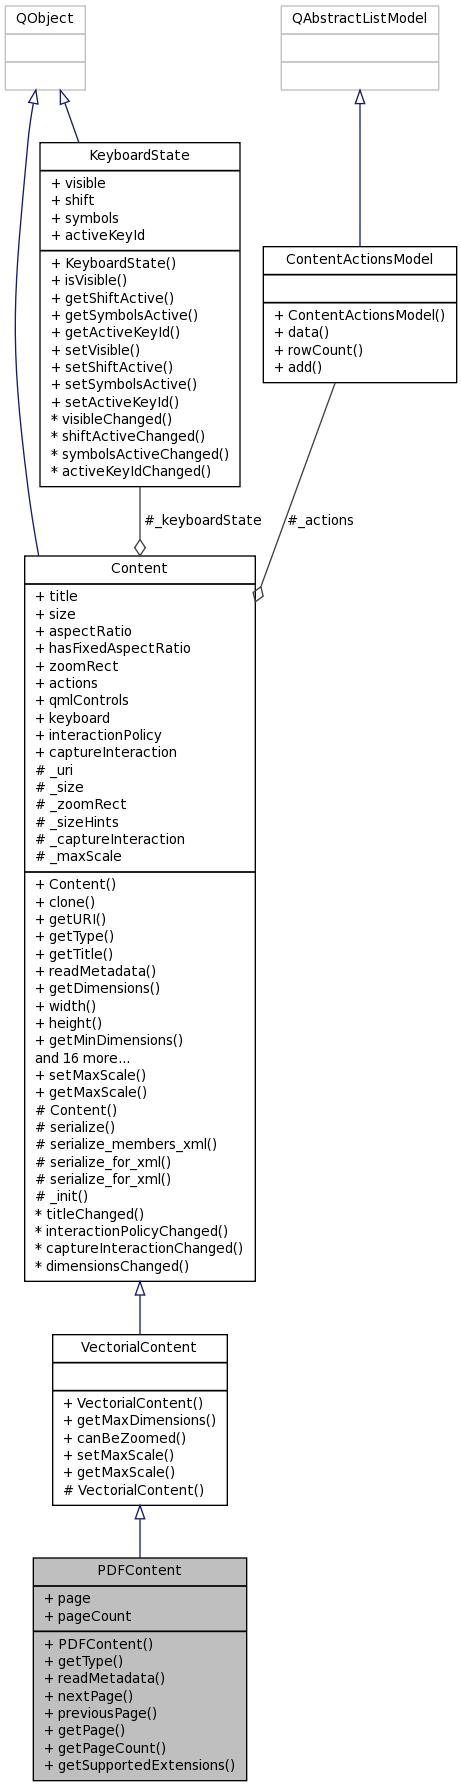 QObject
QAbstractListModel
KeyboardState
+ visible
+ shift
+ symbols
+ activeKeyId
+ KeyboardState()
+ isVisible()
+ getShiftActive()
+ getSymbolsActive()
+ getActiveKeyId()
+ setVisible()
+ setShiftActive()
+ setSymbolsActive()
+ setActiveKeyId()
* visibleChanged()
* shiftActiveChanged()
* symbolsActiveChanged()
* activeKeyIdChanged()
ContentActionsModel
+ ContentActionsModel()
+ data()
+ rowCount()
+ add()
#_keyboardState
#_actions
Content
+ title
+ size
+ aspectRatio
+ hasFixedAspectRatio
+ zoomRect
+ actions
+ qmlControls
+ keyboard
+ interactionPolicy
+ captureInteraction
# _uri
# _size
# _zoomRect
# _sizeHints
# _captureInteraction
# _maxScale
+ Content()
+ clone()
+ getURI()
+ getType()
+ getTitle()
+ readMetadata()
+ getDimensions()
+ width()
+ height()
+ getMinDimensions()
and 16 more...
+ setMaxScale()
+ getMaxScale()
# Content()
# serialize()
# serialize_members_xml()
# serialize_for_xml()
# serialize_for_xml()
# _init()
* titleChanged()
* interactionPolicyChanged()
* captureInteractionChanged()
* dimensionsChanged()
VectorialContent
+ VectorialContent()
+ getMaxDimensions()
+ canBeZoomed()
+ setMaxScale()
+ getMaxScale()
# VectorialContent()
PDFContent
+ page
+ pageCount
+ PDFContent()
+ getType()
+ readMetadata()
+ nextPage()
+ previousPage()
+ getPage()
+ getPageCount()
+ getSupportedExtensions()